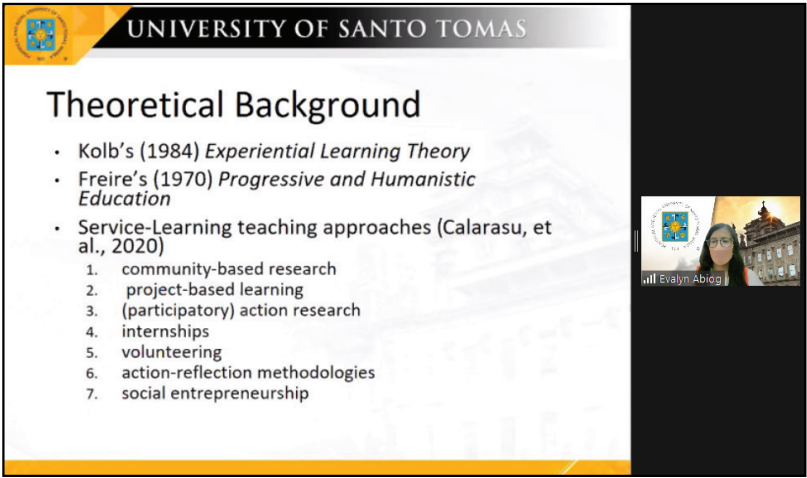 UNIVERSITY OF SANTO TOMAS
Theoretical Background
• Kolb's (1984) Experiential Learning Theory
• Freire's (1970) Progressive and Humanistic
Education
• Service-Learning teaching approaches (Calarasu, et
al., 2020)
1. community-based research
2. project-based learning
3. (participatory) action research
4. internships
5. volunteering
6. action-reflection methodologies
7. social entrepreneurship
Evalyn Abiog